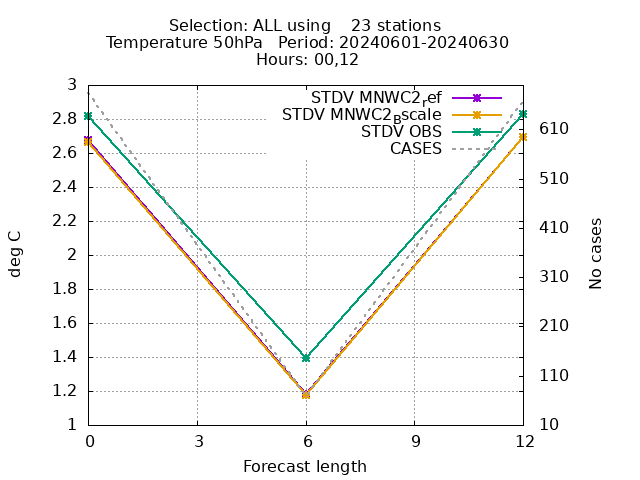 Selection: ALL using    23 stations
Temperature 50hPa   Period: 20240601-20240630
Hours: 00,12
STDV MNWC2ref
STDV MNWC2Bscale
STDV OBS
CASES
3
2.8
2.6
2.4
2.2
2
1.8
1.6
1.4
1.2
1
610
510
410
310
210
110
10
deg C
No cases
0
3
6
9
12
Forecast length